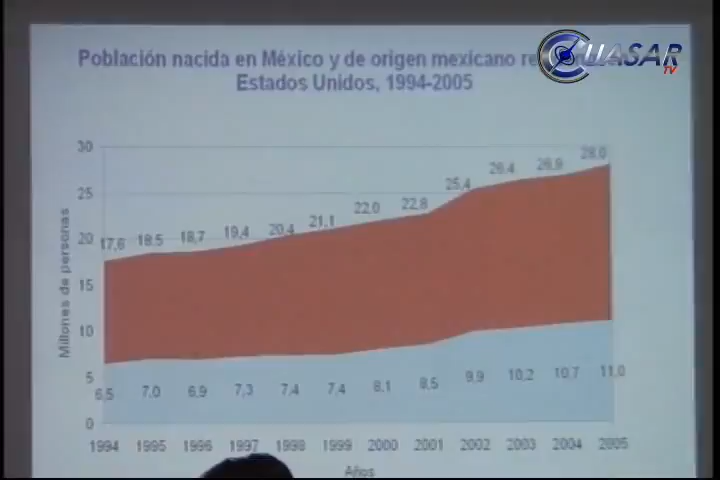 Población nacida en México y de origen mexicano
Estados Unidos, 1994-2005
CUASAR
TV
Millones de personas
30
25
20
15
10
5
0
17,6 18,5 18,7 19,4 20,4 21,1 22,0 22,8 25,4 26,4 26,9 28,0
6,5 7,0 6,9 7,3 7,4 7,4 8,1 8,5 9,9 10,2 10,7 11,0
1994 1995 1996 1997 1998 1999 2000 2001 2002 2003 2004 2005
Años